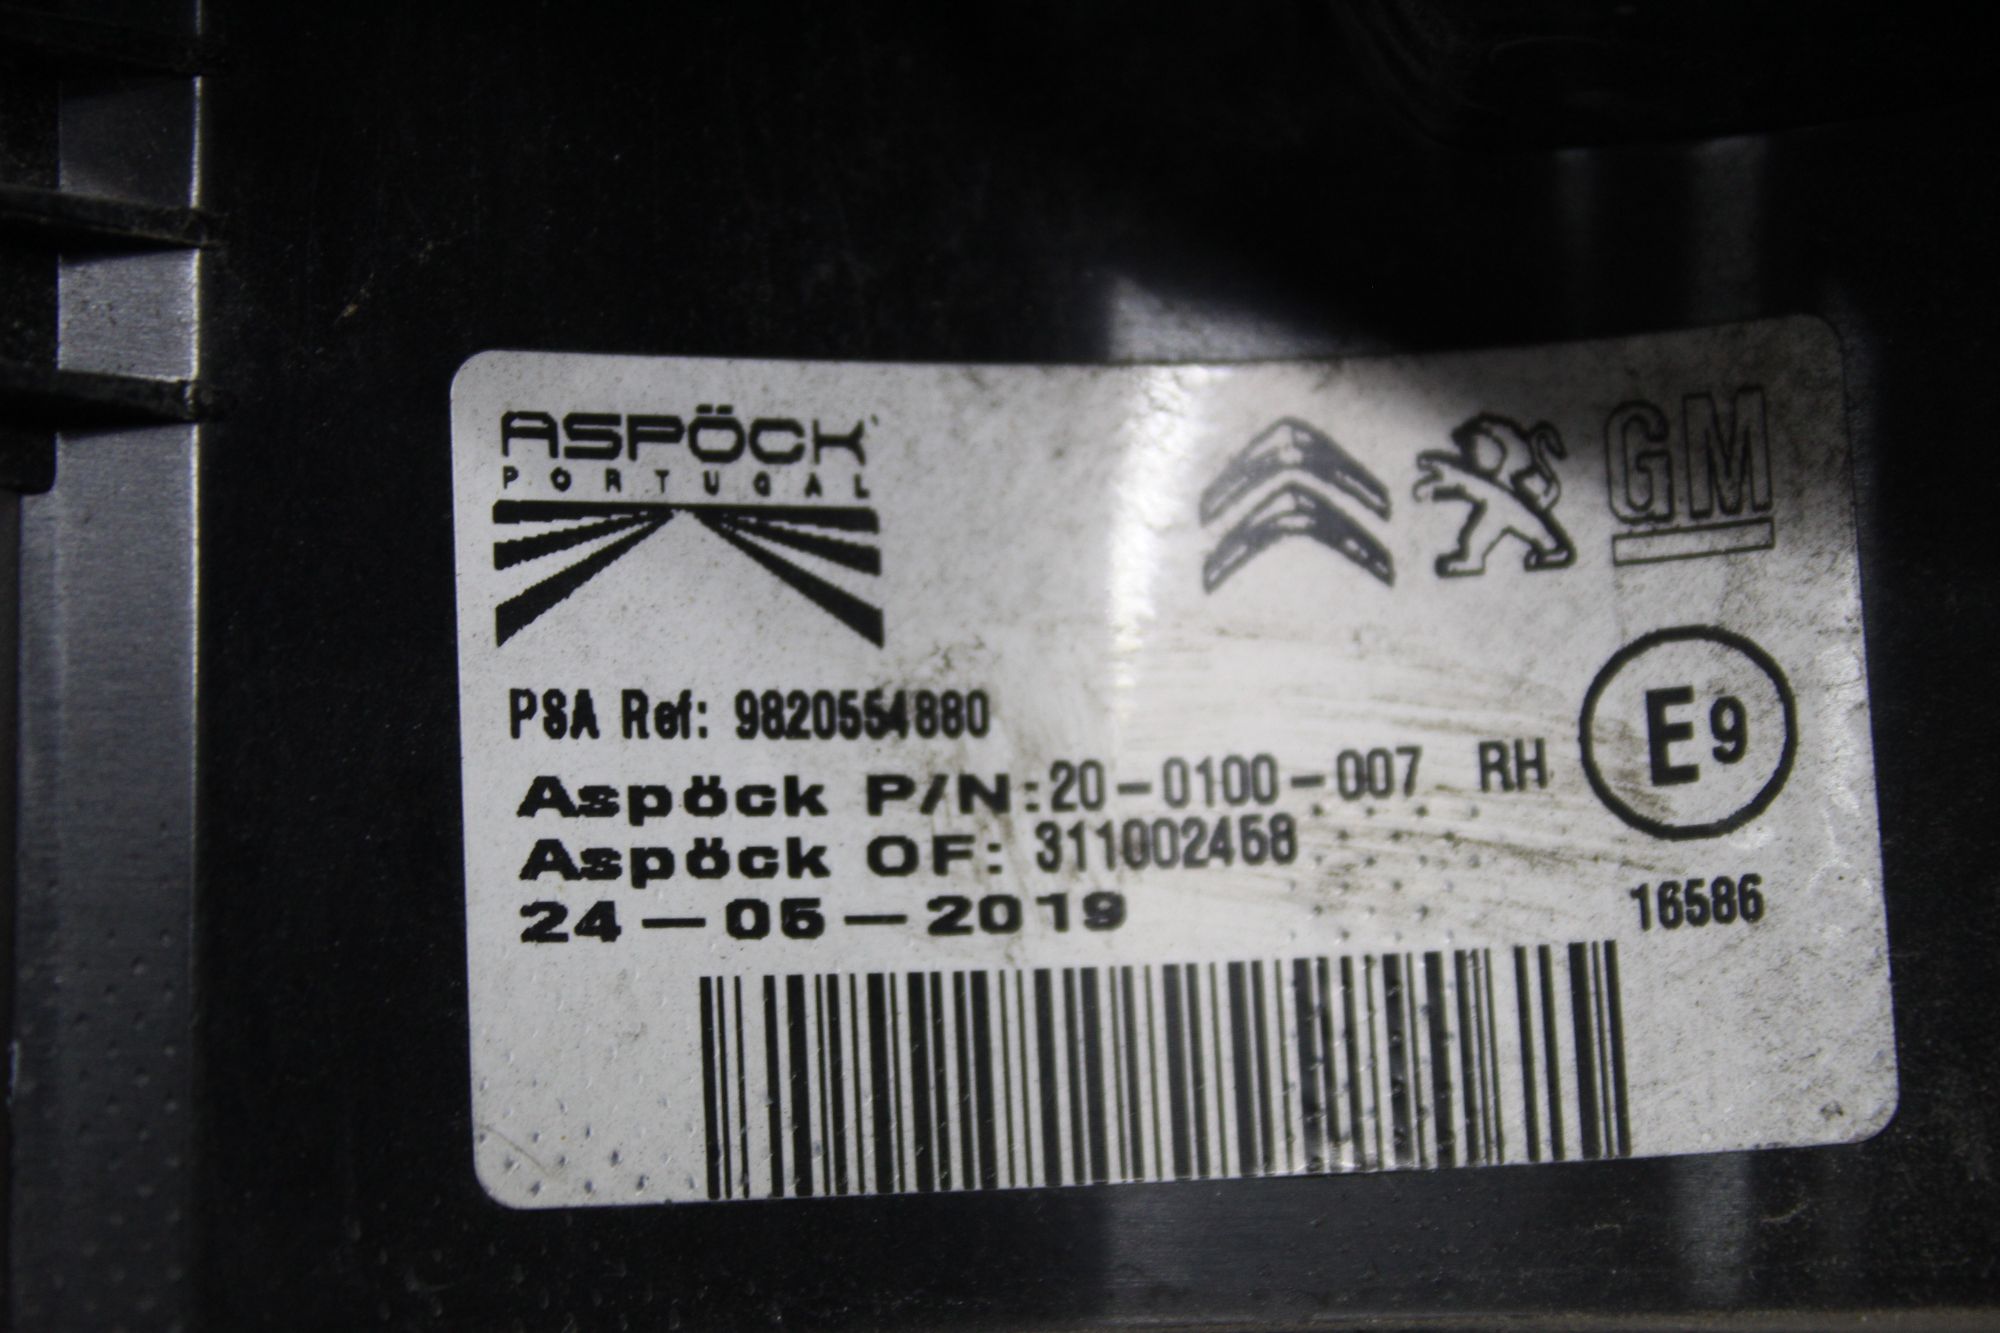 ASPÖCK
PORTUGAL
GM
PSA Ref: 9820554880
Aspöck P/N:20-0100-007 RH
E9
Aspöck OF: 311002458
24-05-2019
16586